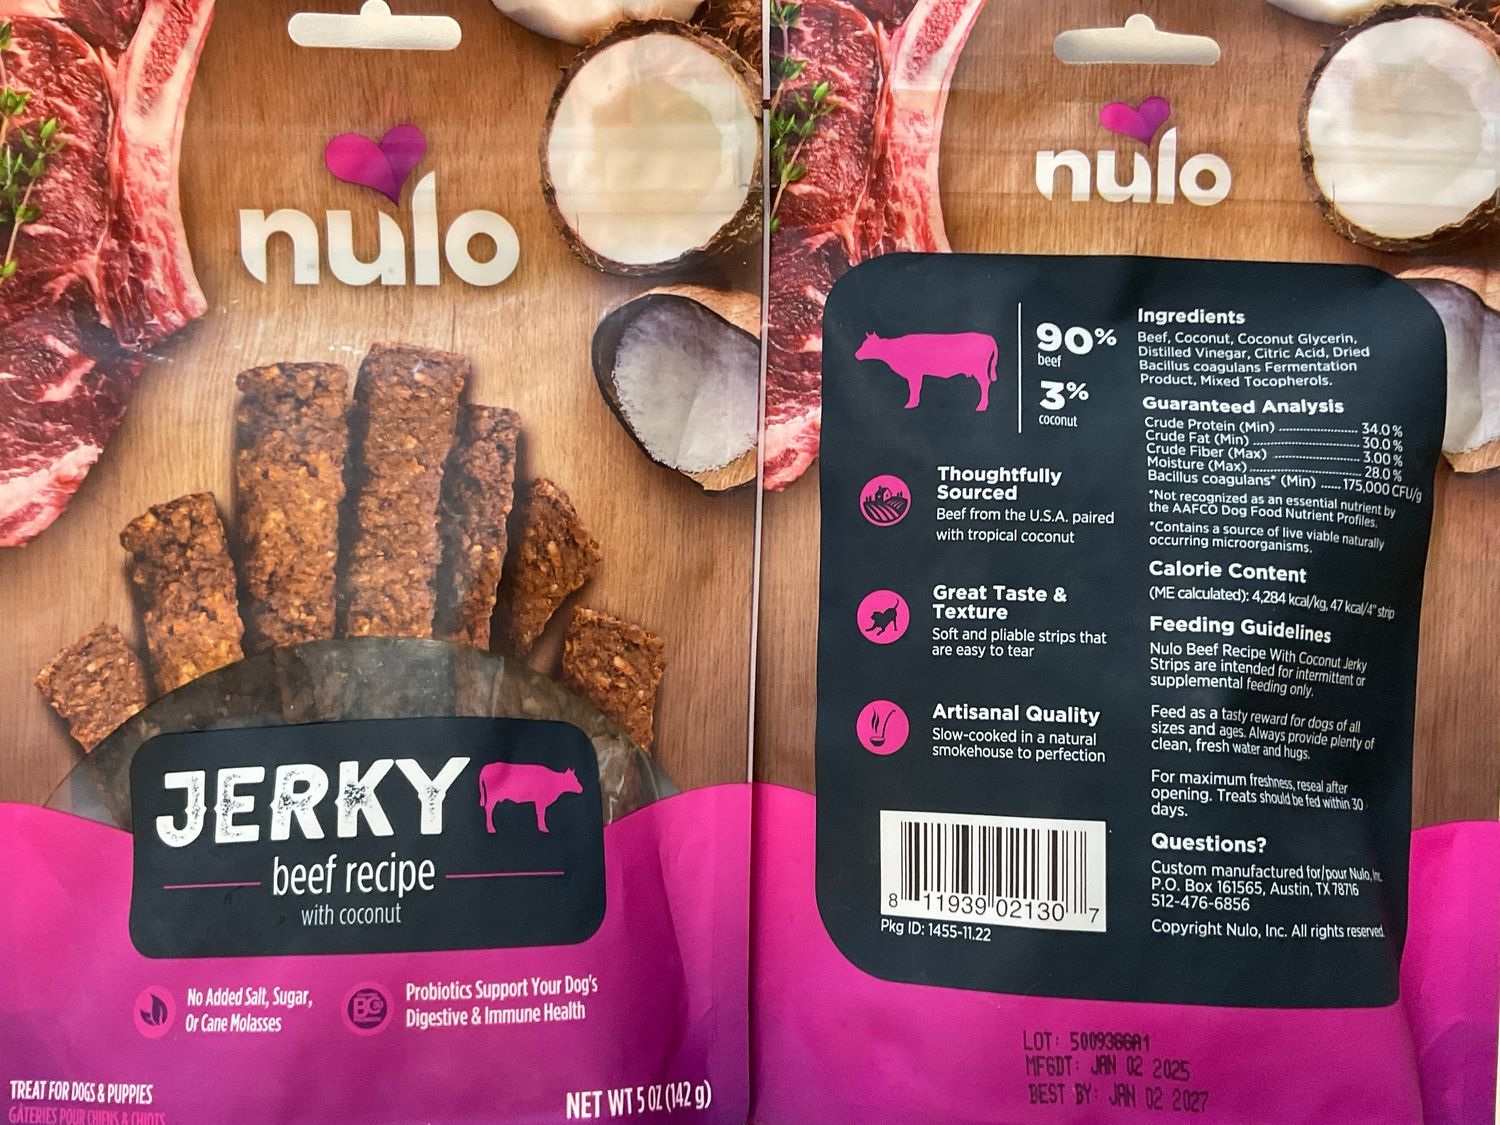 nulo
JERKY
beef recipe
with coconut
No Added Salt, Sugar,
Or Cane Molasses
BC30
Probiotics Support Your Dog's
Digestive & Immune Health
TREAT FOR DOGS & PUPPIES
GÂTERIES POUR CHIENS & CHIOTS
NET WT 5 OZ (142 g)
nulo
90%
beef
3%
coconut
Thoughtfully
Sourced
Beef from the U.S.A. paired
with tropical coconut
Great Taste &
Texture
Soft and pliable strips that
are easy to tear
Artisanal Quality
Slow-cooked in a natural
smokehouse to perfection
8 11939 02130 7
Pkg ID: 1455-11.22
Ingredients
Beef, Coconut, Coconut Glycerin,
Distilled Vinegar, Citric Acid, Dried
Bacillus coagulans Fermentation
Product, Mixed Tocopherols.
Guaranteed Analysis
Crude Protein (Min) .................. 34.0%
Crude Fat (Min) ........................ 30.0%
Crude Fiber (Max) .................... 3.00%
Moisture (Max) ......................... 28.0%
Bacillus coagulans* (Min) ..... 175,000 CFU/g
*Not recognized as an essential nutrient by
the AAFCO Dog Food Nutrient Profiles.
*Contains a source of live viable naturally
occurring microorganisms.
Calorie Content
(ME calculated): 4,284 kcal/kg, 47 kcal/4" strip
Feeding Guidelines
Nulo Beef Recipe With Coconut Jerky
Strips are intended for intermittent or
supplemental feeding only.
Feed as a tasty reward for dogs of all
sizes and ages. Always provide plenty of
clean, fresh water and hugs.
For maximum freshness, reseal after
opening. Treats should be fed within 30
days.
Questions?
Custom manufactured for/pour Nulo, Inc.
P.O. Box 161565, Austin, TX 78716
512-476-6856
Copyright Nulo, Inc. All rights reserved.
LOT:
MFGDT: JAN 02 2025
BEST BY: JAN 02 2027